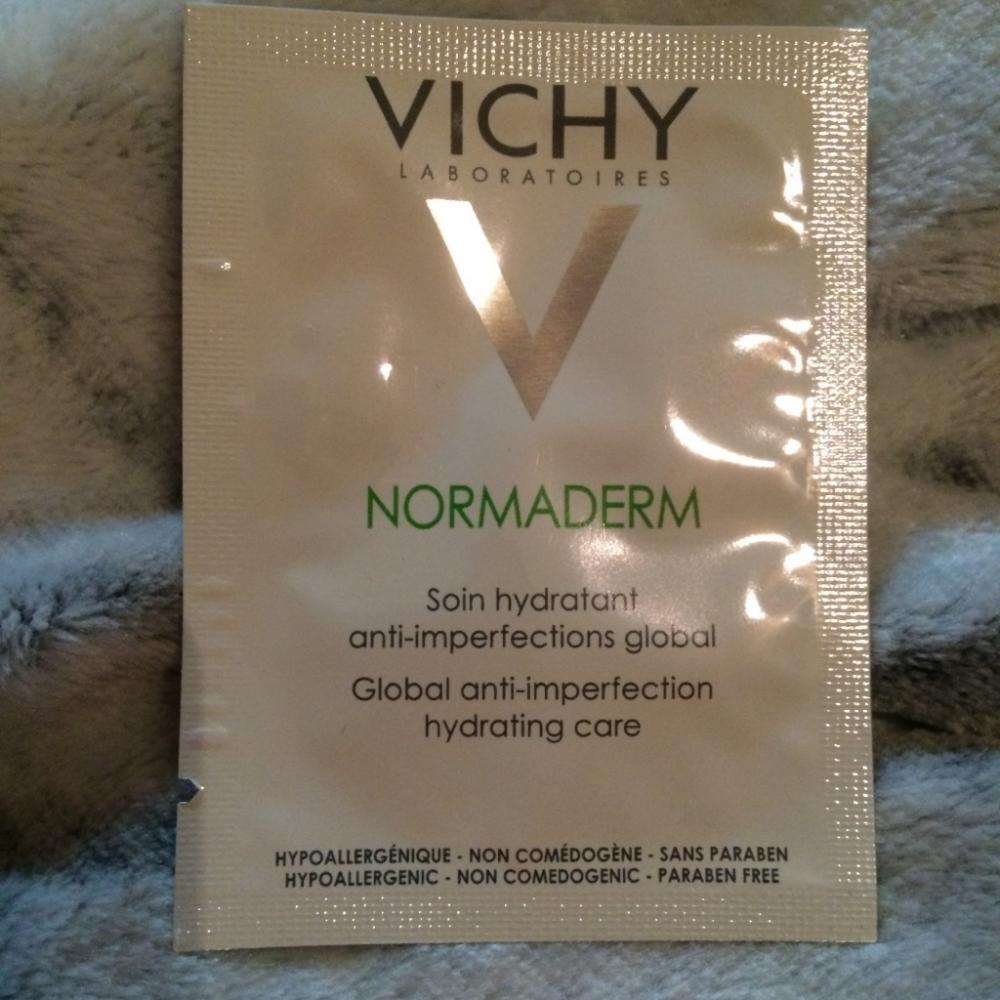 VICHY
LABORATOIRES
NORMADERM
Soin hydratant
anti-imperfections global
Global anti-imperfection
hydrating care
HYPOALLERGÉNIQUE - NON COMÉDOGÈNE - SANS PARABEN
HYPOALLERGENIC - NON COMEDOGENIC - PARABEN FREE